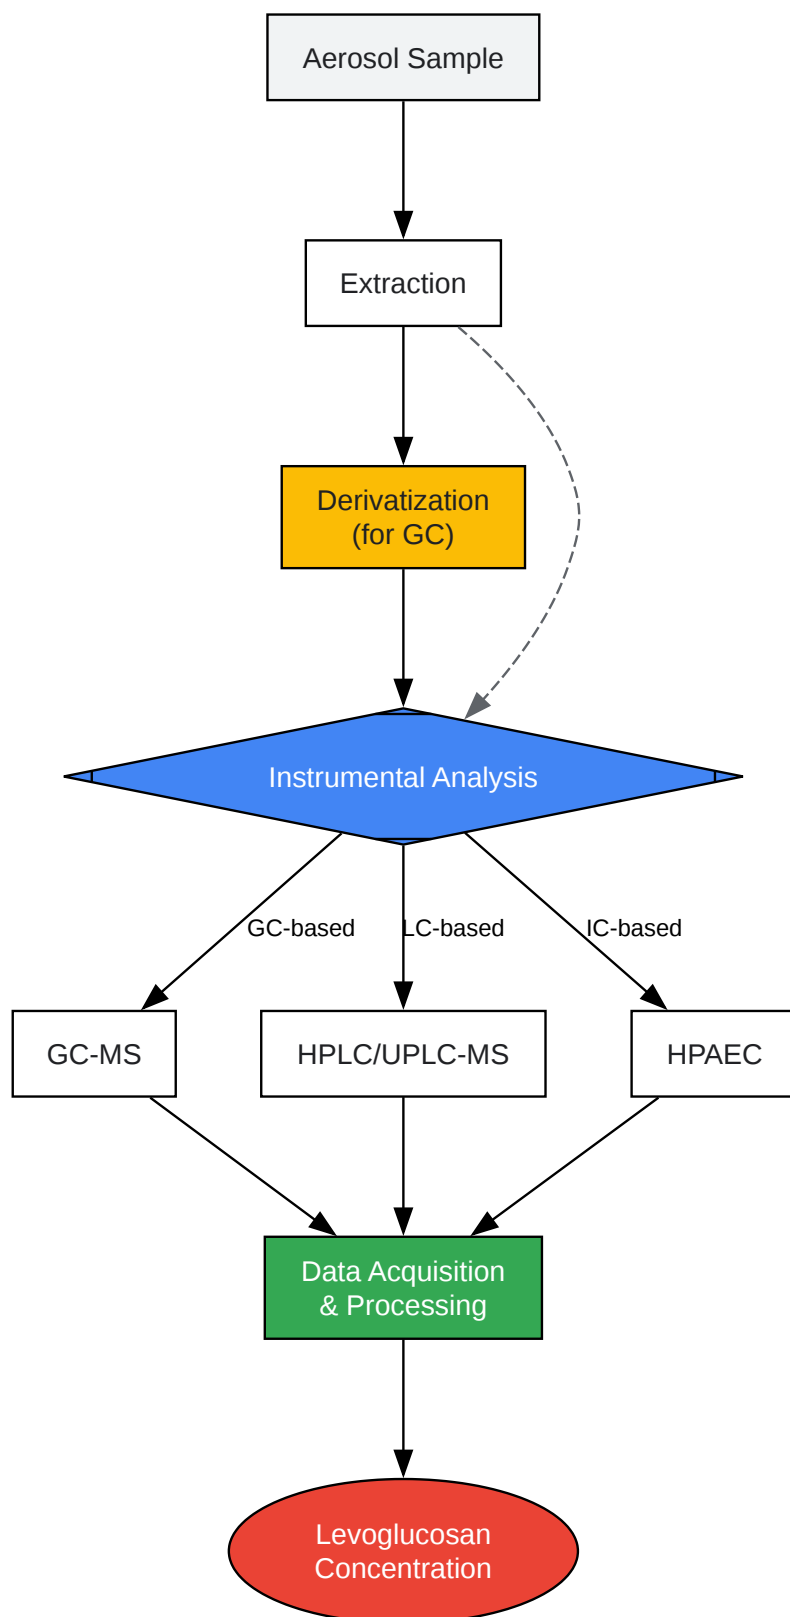 Aerosol Sample
Extraction
Derivatization
(for GC)
Instrumental Analysis
GC-based
LC-based
IC-based
GC-MS
HPLC/UPLC-MS
HPAEC
Data Acquisition
& Processing
Levoglucosan
Concentration